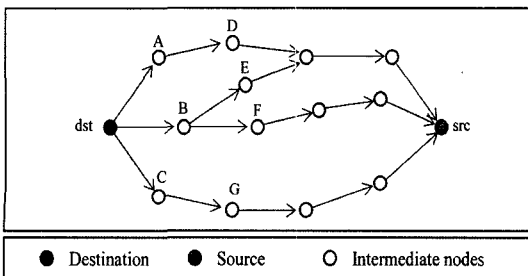 A
D
E
dst
B
F
src
C
G
Destination
Source
Intermediate nodes